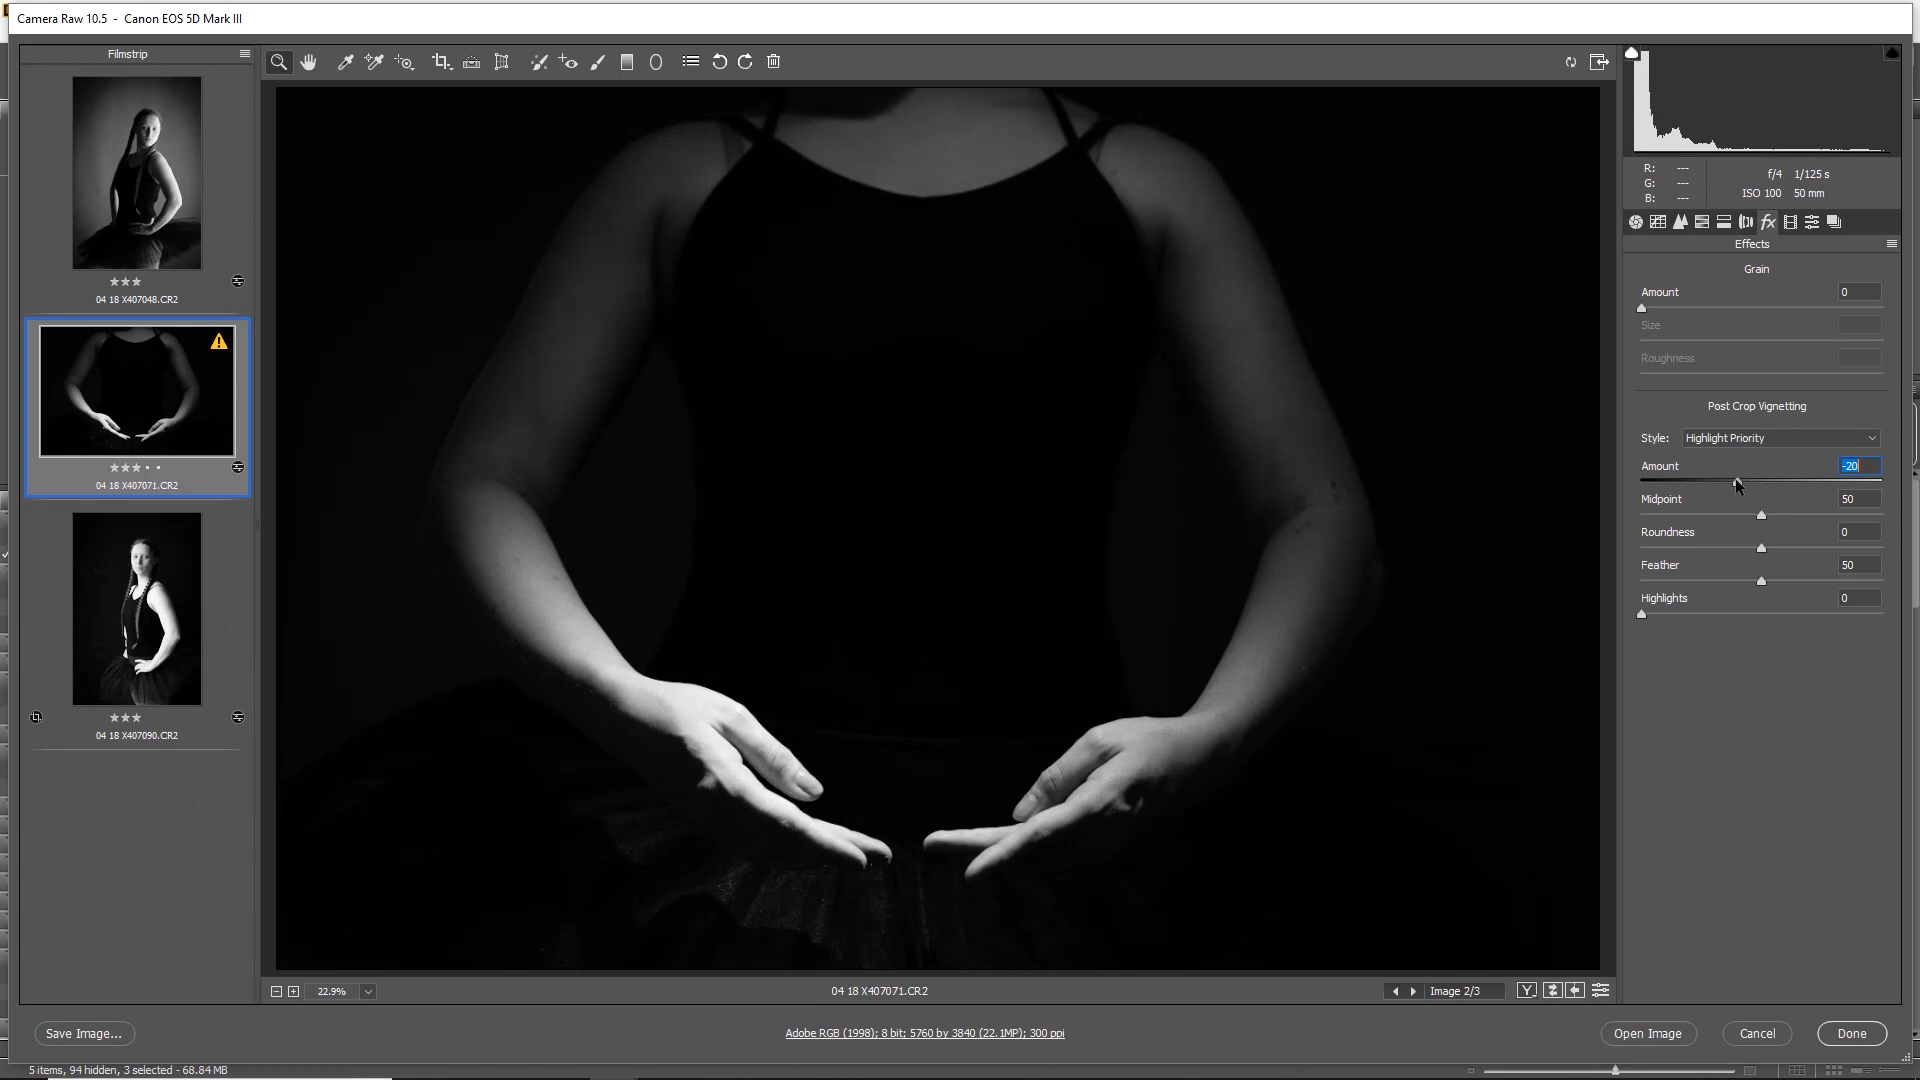 Camera Raw 10.5  -  Canon EOS 5D Mark III
Filmstrip
04 18 X407048.CR2
04 18 X407071.CR2
04 18 X407090.CR2
R: ---
G: ---
B: ---
f/4 1/125 s
ISO 100 50 mm
fx
Effects
Grain
Amount 0
Size
Roughness
Post Crop Vignetting
Style: Highlight Priority
Amount -20
Midpoint 50
Roundness 0
Feather 50
Highlights 0
22.9%
04 18 X407071.CR2
Image 2/3
Y
Save Image...
Adobe RGB (1998); 8 bit; 5760 by 3840 (22.1MP); 300 ppi
Open Image
Cancel
Done
5 items, 94 hidden, 3 selected - 68.84 MB